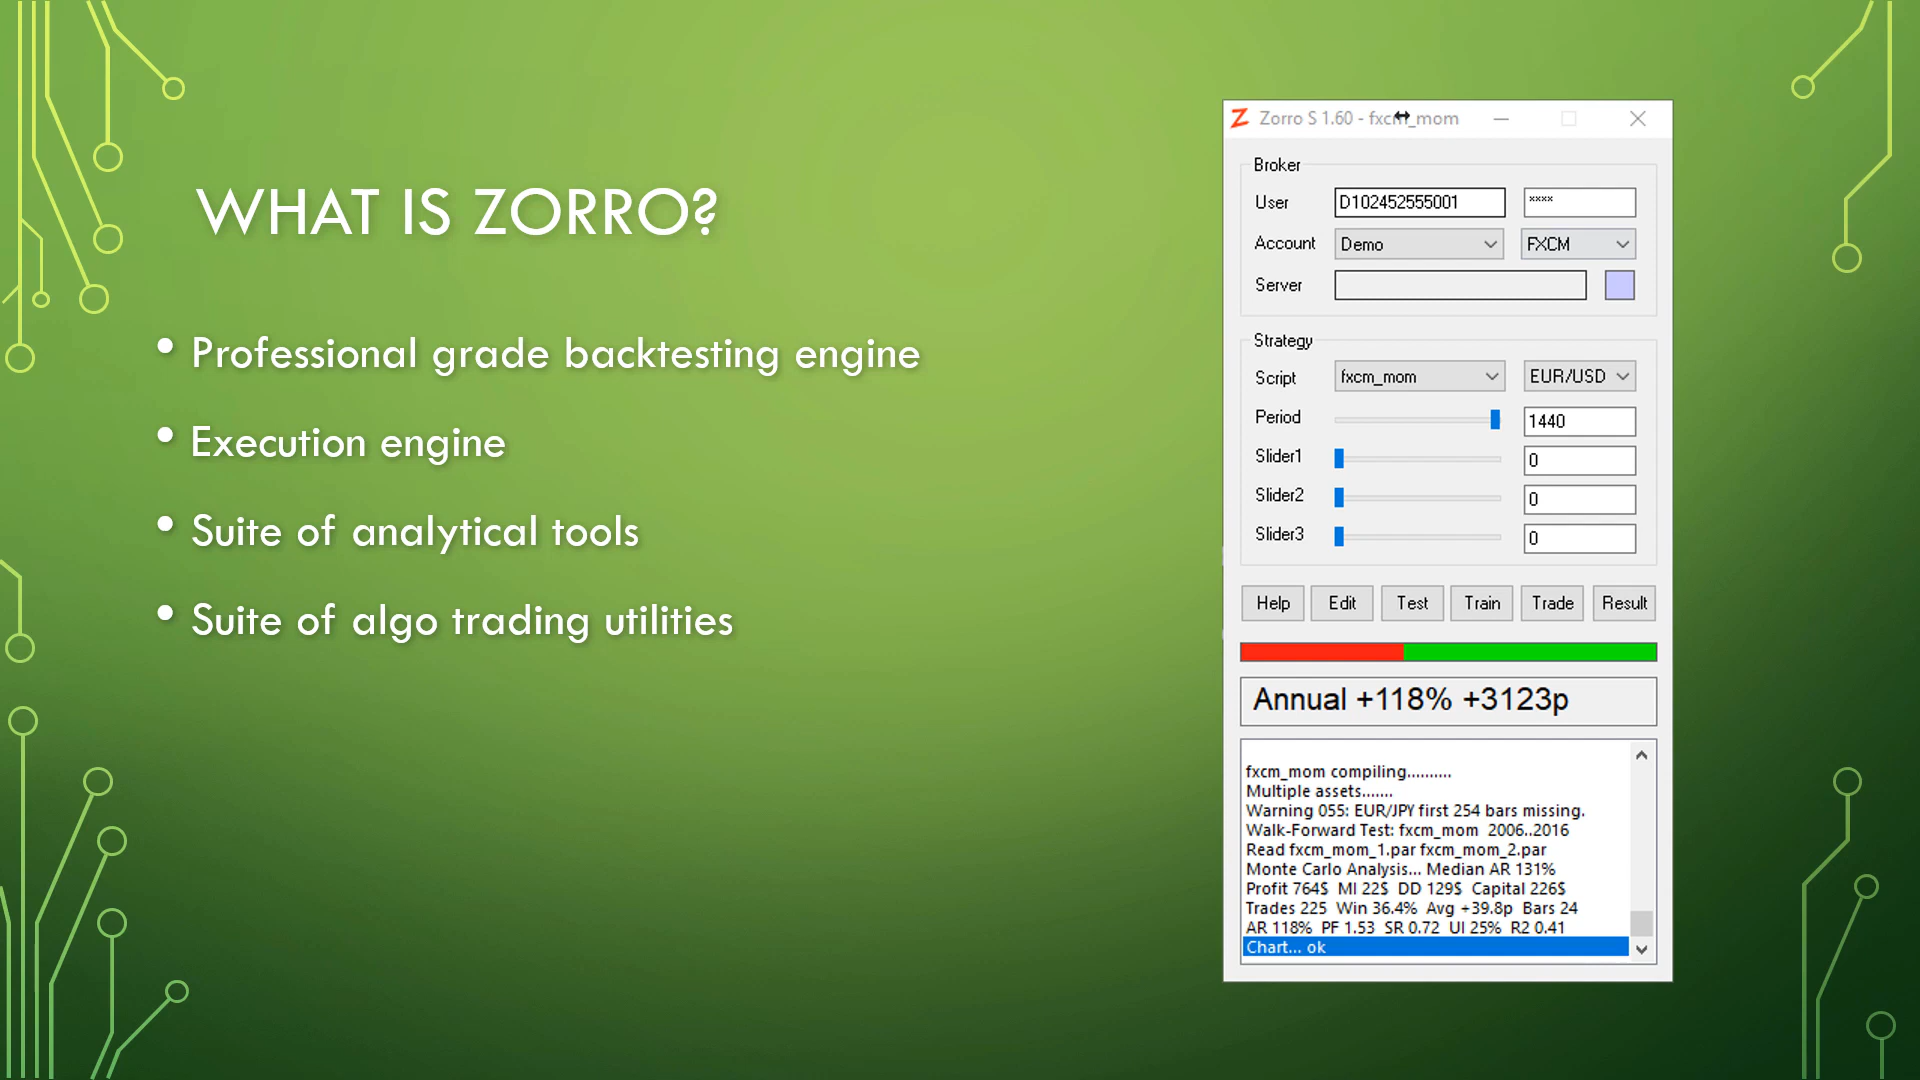 WHAT IS ZORRO?
• Professional grade backtesting engine
• Execution engine
• Suite of analytical tools
• Suite of algo trading utilities
Z Zorro S 1.60 - fxcm_mom
Broker
User D102452555001 ****
Account Demo FXCM
Server
Strategy
Script fxcm_mom EUR/USD
Period 1440
Slider1 0
Slider2 0
Slider3 0
Help Edit Test Train Trade Result
Annual +118% +3123p
fxcm_mom compiling..........
Multiple assets.......
Warning 055: EUR/JPY first 254 bars missing.
Walk-Forward Test: fxcm_mom 2006..2016
Read fxcm_mom_1.par fxcm_mom_2.par
Monte Carlo Analysis... Median AR 131%
Profit 764$ MI 22$ DD 129$ Capital 226$
Trades 225 Win 36.4% Avg +39.8p Bars 24
AR 118% PF 1.53 SR 0.72 UI 25% R2 0.41
Chart... ok